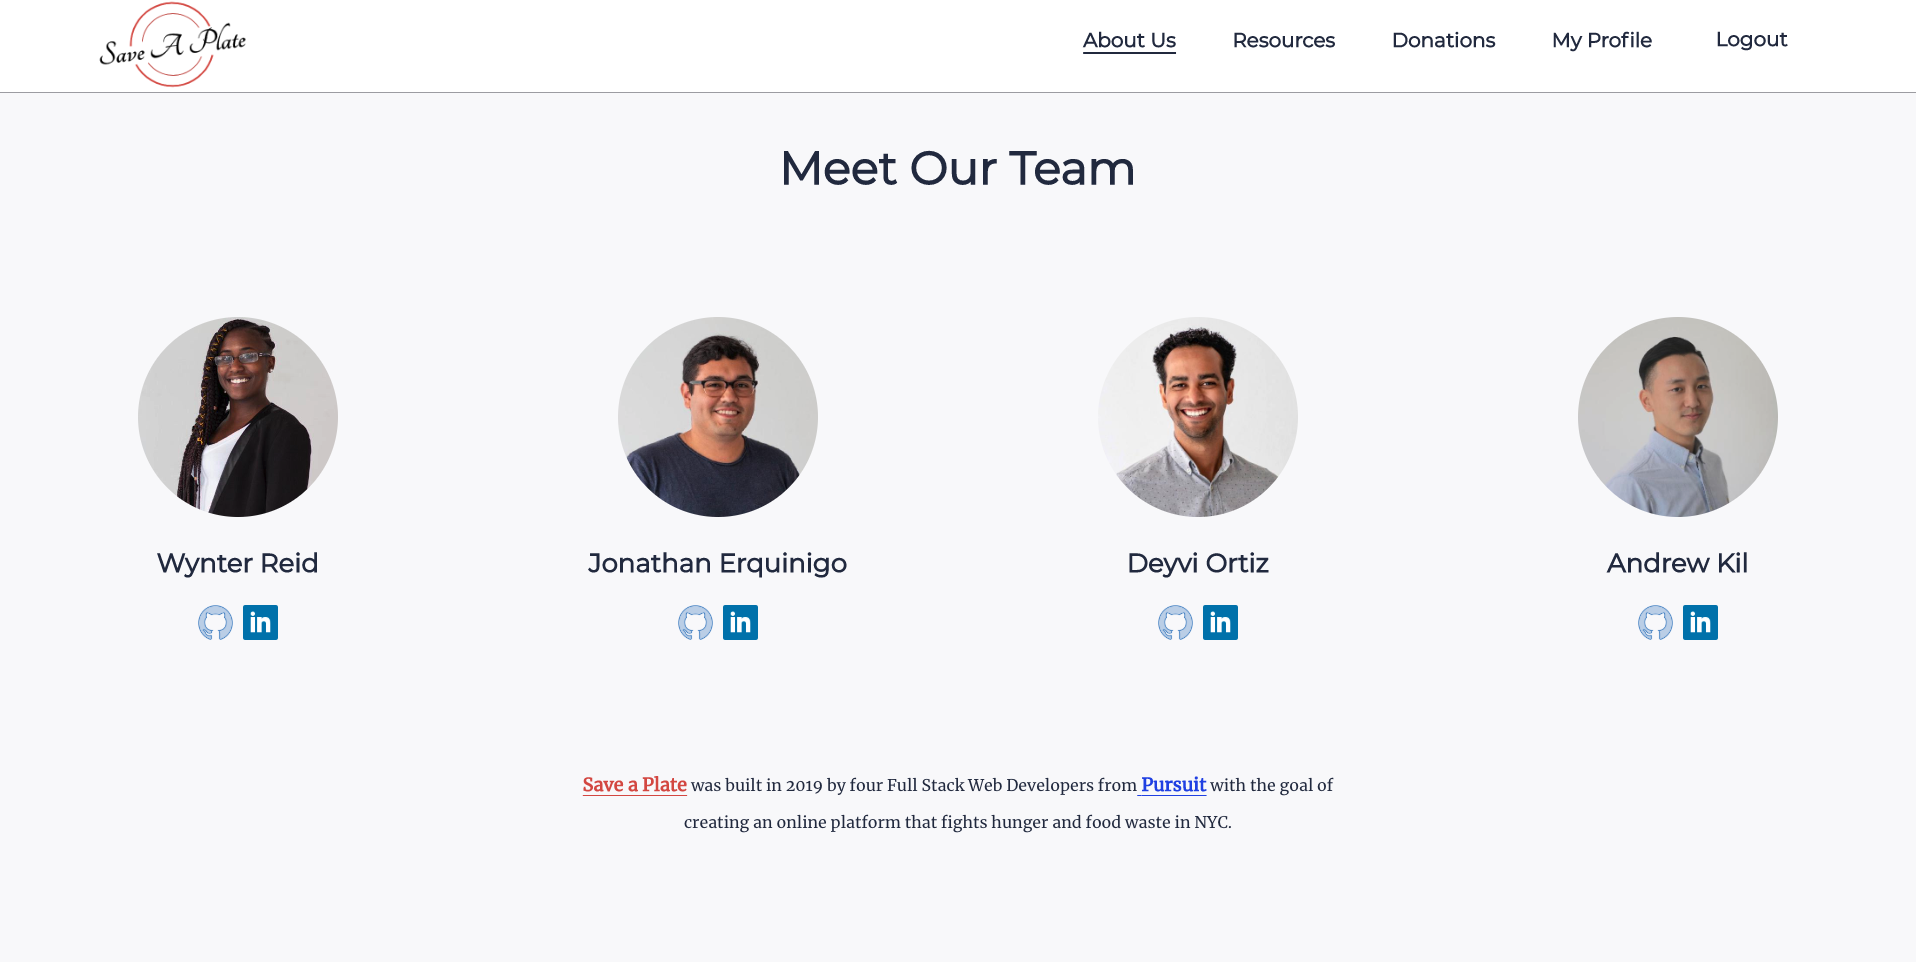 Save A Plate
About Us
Resources
Donations
My Profile
Logout
Meet Our Team
Wynter Reid
Jonathan Erquinigo
Deyvi Ortiz
Andrew Kil
in
in
in
in
Save a Plate was built in 2019 by four Full Stack Web Developers from Pursuit with the goal of
creating an online platform that fights hunger and food waste in NYC.